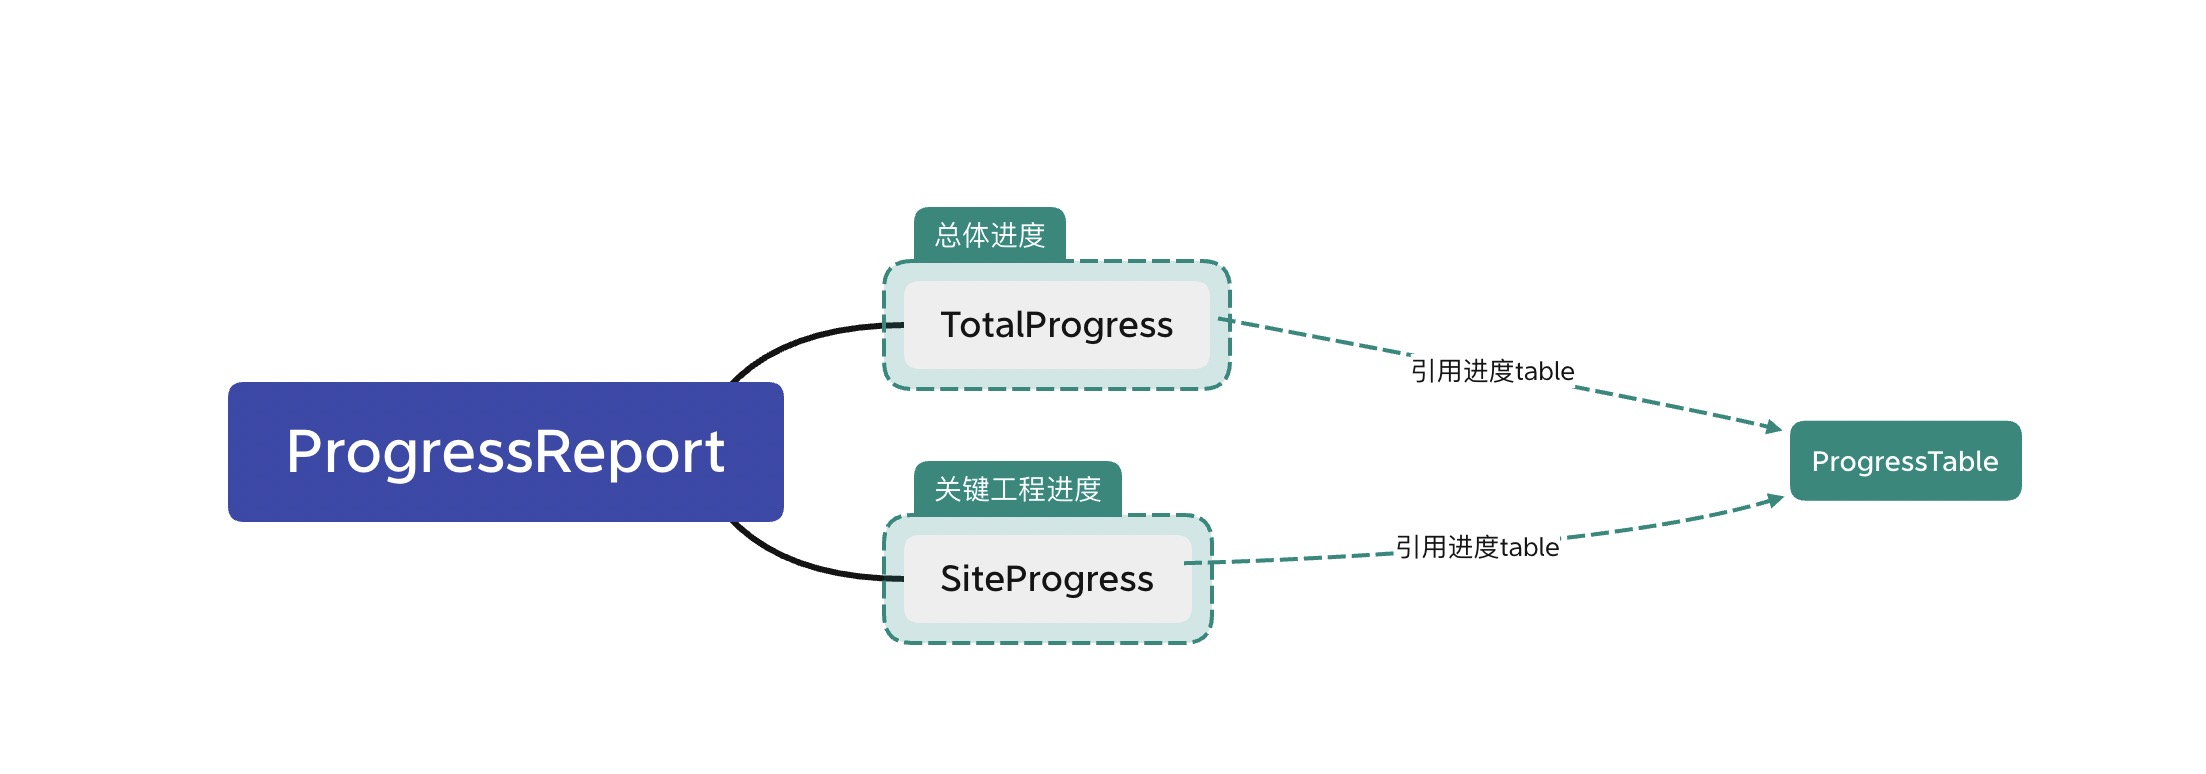 总体进度
TotalProgress
引用进度table
ProgressReport
ProgressTable
关键工程进度
引用进度table
SiteProgress